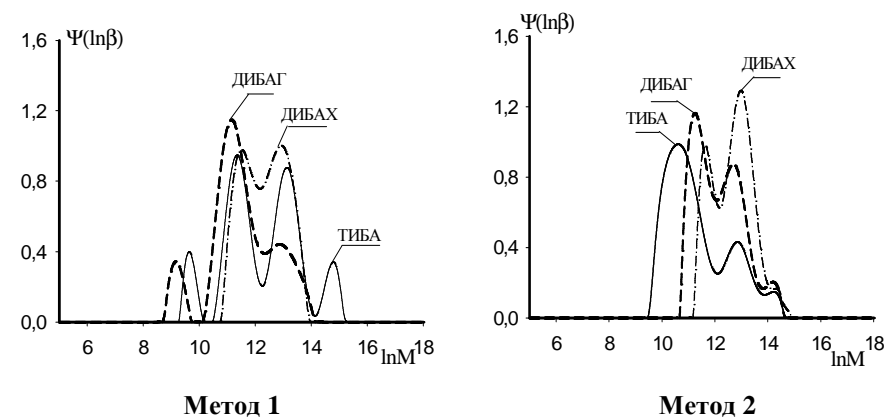 Ψ(lnβ)
1,6
1,2
0,8
0,4
0,0
ДИБАГ
ДИБАХ
ТИБА
6 8 10 12 14 16 18
lnM
Метод 1
Ψ(lnβ)
1,6
1,2
0,8
0,4
0,0
ДИБАХ
ДИБАГ
ТИБА
6 8 10 12 14 16 18
lnM
Метод 2